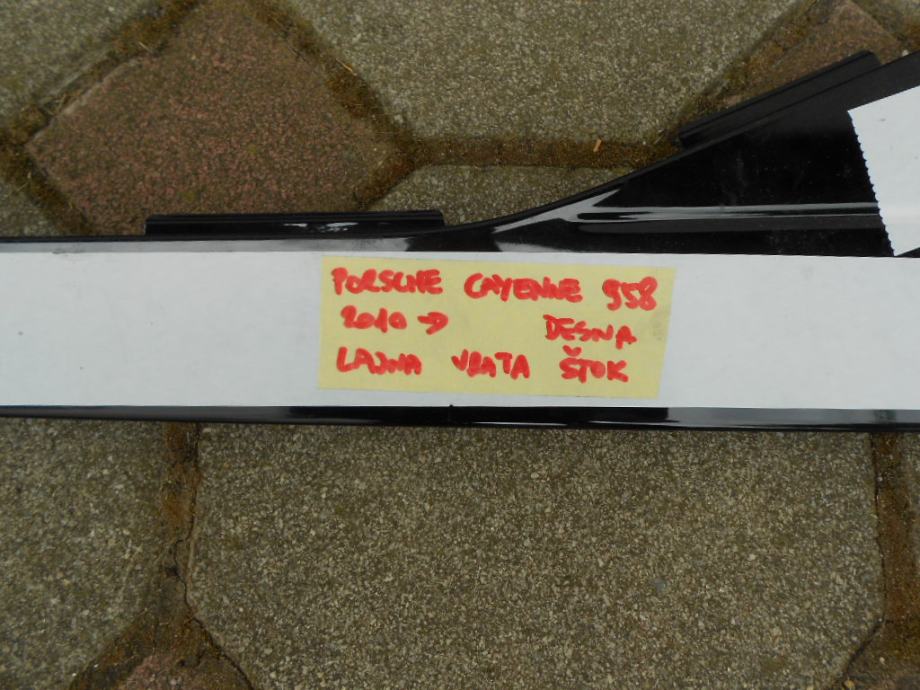 PORSCHE CAYENNE 958
2010 → DESNA
LAJNA VRATA ŠTOK